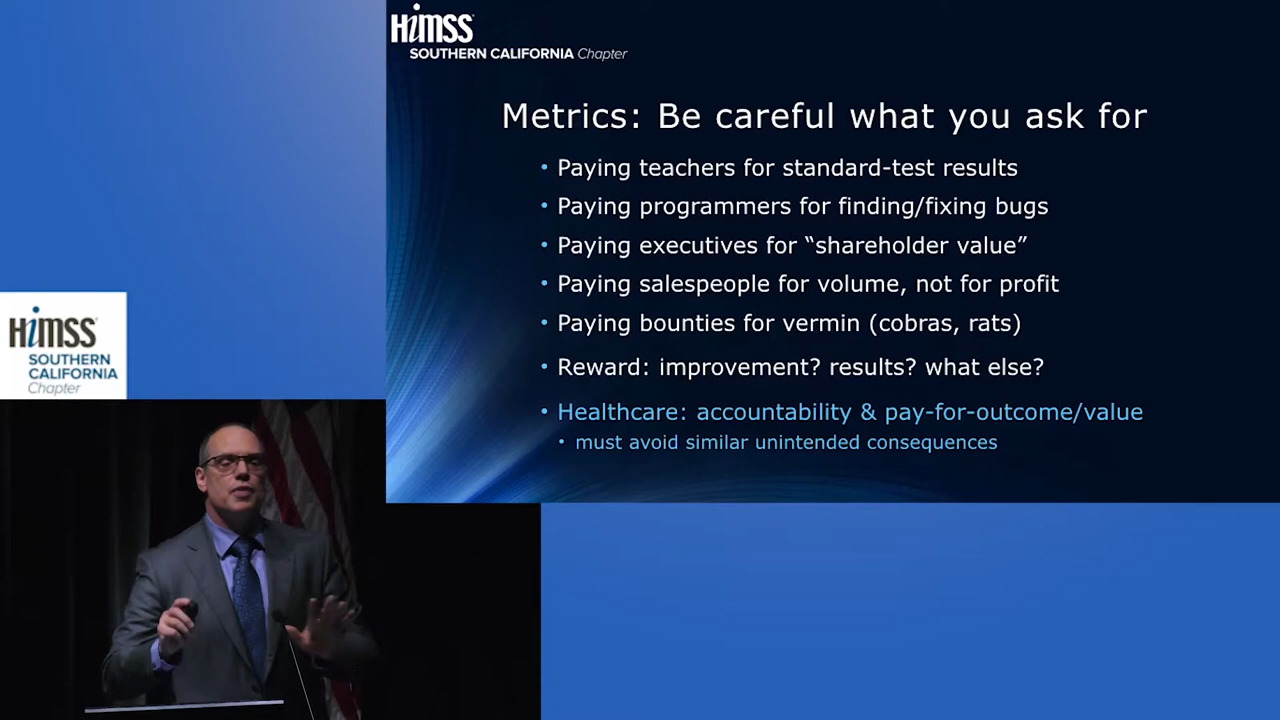 HiMSS
SOUTHERN CALIFORNIA Chapter
Metrics: Be careful what you ask for
• Paying teachers for standard-test results
• Paying programmers for finding/fixing bugs
• Paying executives for “shareholder value”
• Paying salespeople for volume, not for profit
• Paying bounties for vermin (cobras, rats)
• Reward: improvement? results? what else?
• Healthcare: accountability & pay-for-outcome/value
• must avoid similar unintended consequences
HiMSS
SOUTHERN
CALIFORNIA
Chapter